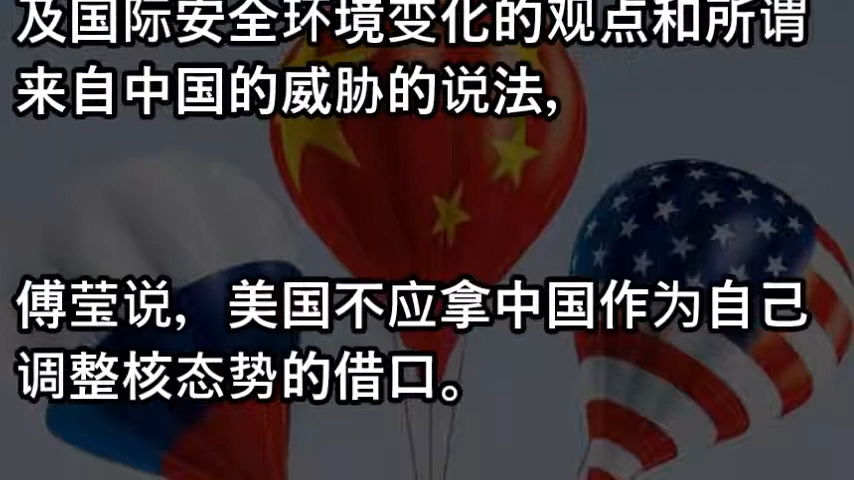 及国际安全环境变化的观点和所谓
来自中国的威胁的说法,
傅莹说, 美国不应拿中国作为自己
调整核态势的借口。